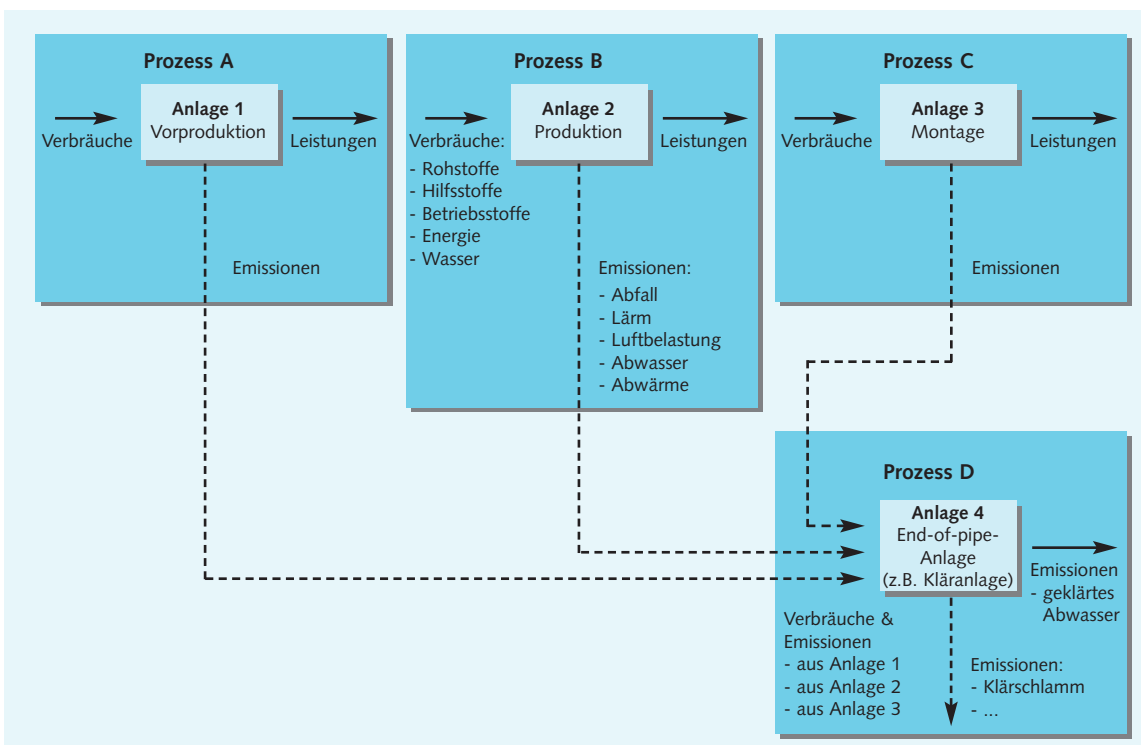 Prozess A
Anlage 1
Vorproduktion
Verbräuche
Leistungen
Emissionen
Prozess B
Anlage 2
Produktion
Verbräuche:
- Rohstoffe
- Hilfsstoffe
- Betriebsstoffe
- Energie
- Wasser
Leistungen
Emissionen:
- Abfall
- Lärm
- Luftbelastung
- Abwasser
- Abwärme
Prozess C
Anlage 3
Montage
Verbräuche
Leistungen
Emissionen
Prozess D
Anlage 4
End-of-pipe-
Anlage
(z.B. Kläranlage)
Emissionen
- geklärtes
Abwasser
Verbräuche &
Emissionen
- aus Anlage 1
- aus Anlage 2
- aus Anlage 3
Emissionen:
- Klärschlamm
- ...